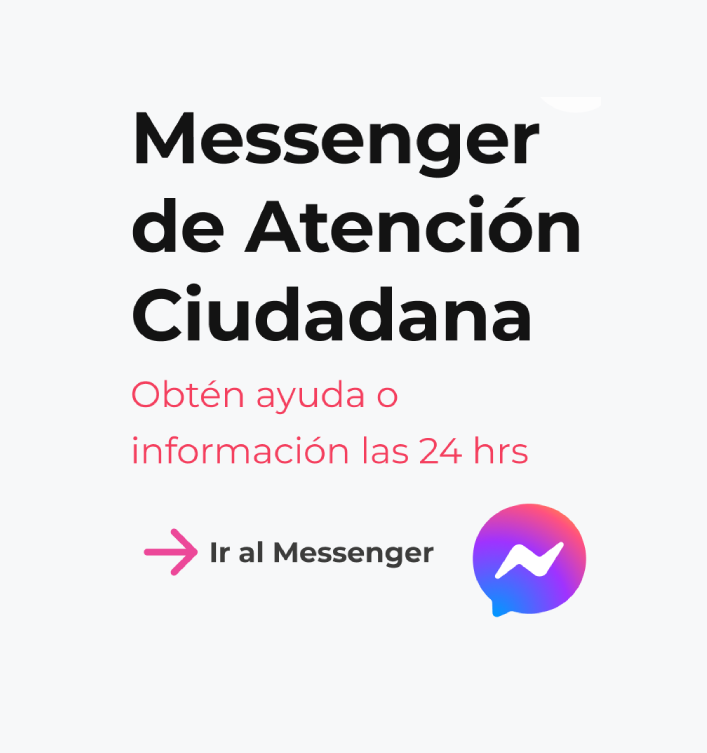 Messenger
de Atención
Ciudadana
Obtén ayuda o
información las 24 hrs
Ir al Messenger